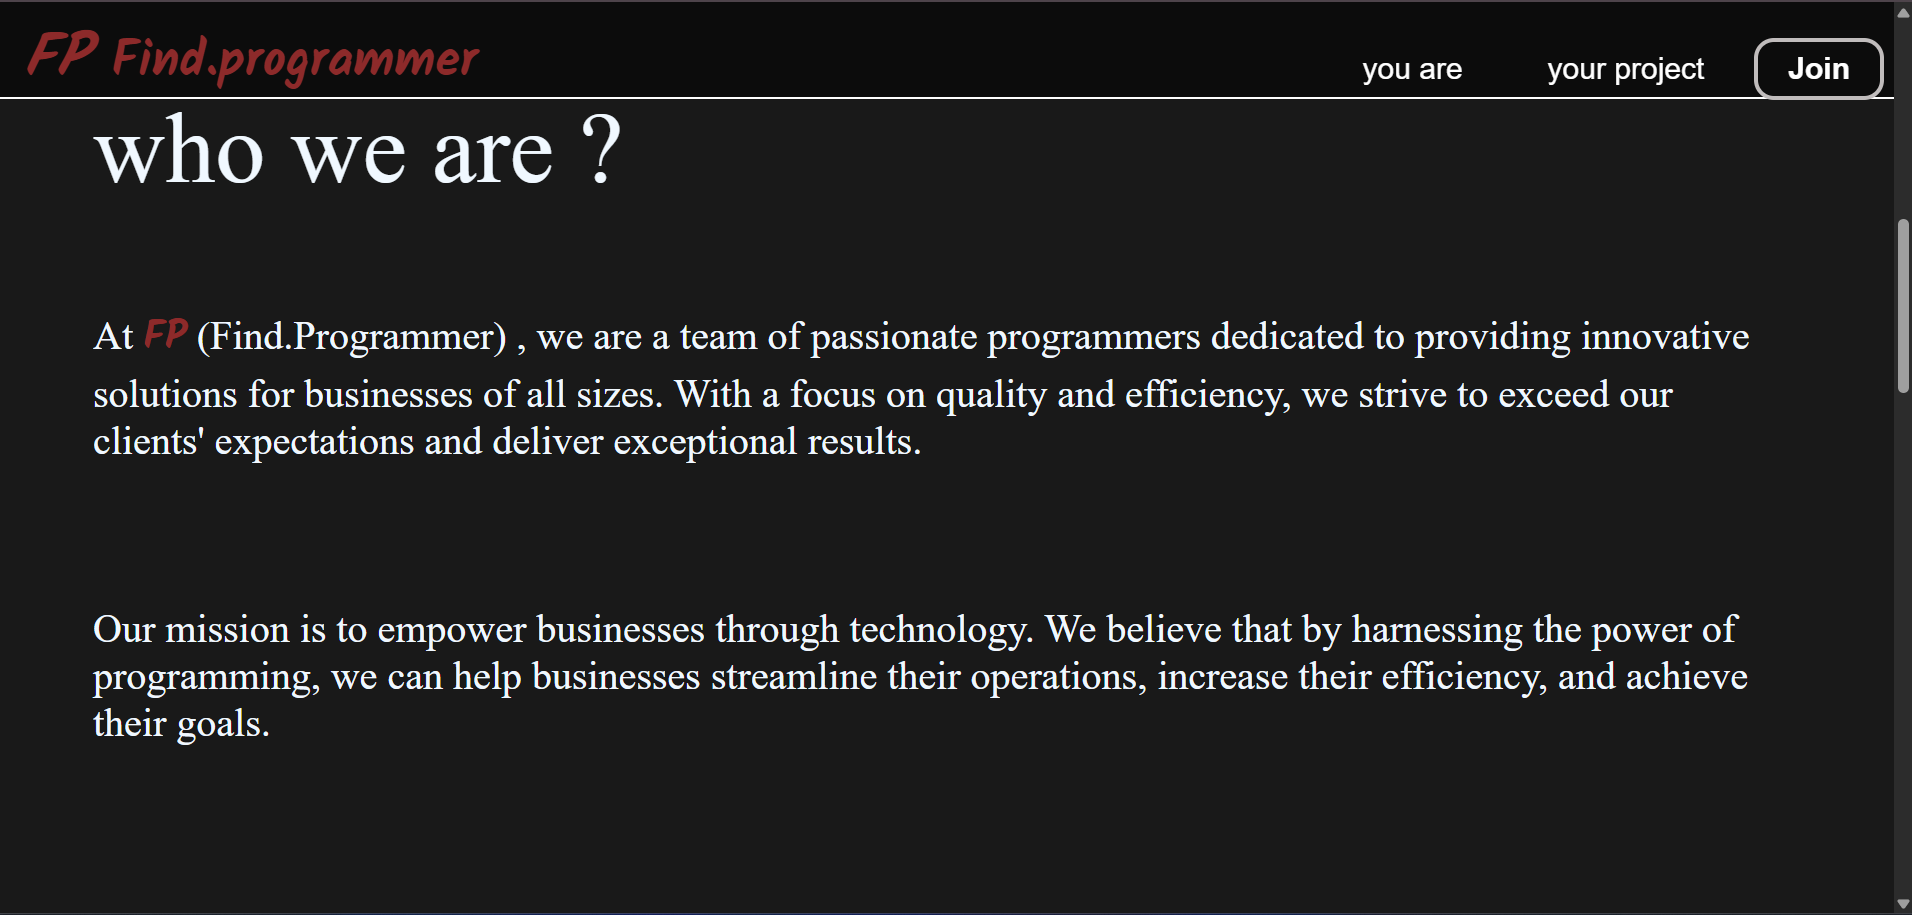 FP Find.programmer
you are
your project
Join
who we are ?
At FP (Find.Programmer) , we are a team of passionate programmers dedicated to providing innovative
solutions for businesses of all sizes. With a focus on quality and efficiency, we strive to exceed our
clients' expectations and deliver exceptional results.
Our mission is to empower businesses through technology. We believe that by harnessing the power of
programming, we can help businesses streamline their operations, increase their efficiency, and achieve
their goals.